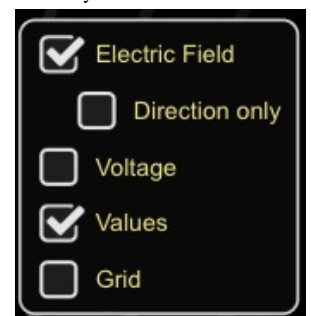 Electric Field
Direction only
Voltage
Values
Grid